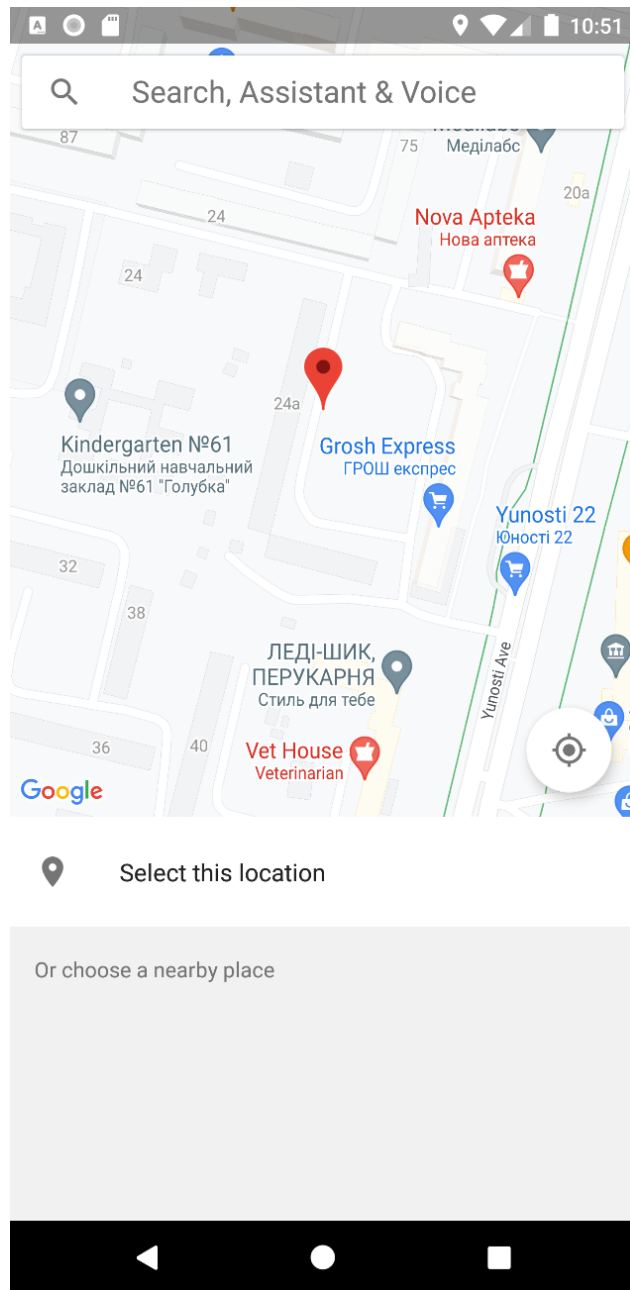 A
10:51
Search, Assistant & Voice
87
75
Меділабс
20a
24
Nova Apteka
Нова аптека
24
24a
Kindergarten №61
Дошкільний навчальний
заклад №61 "Голубка"
Grosh Express
ГРОШ експрес
Yunosti 22
Юності 22
32
38
ЛЕДІ-ШИК,
ПЕРУКАРНЯ
Стиль для тебе
Yunosti Ave
36
40
Vet House
Veterinarian
Google
Select this location
Or choose a nearby place